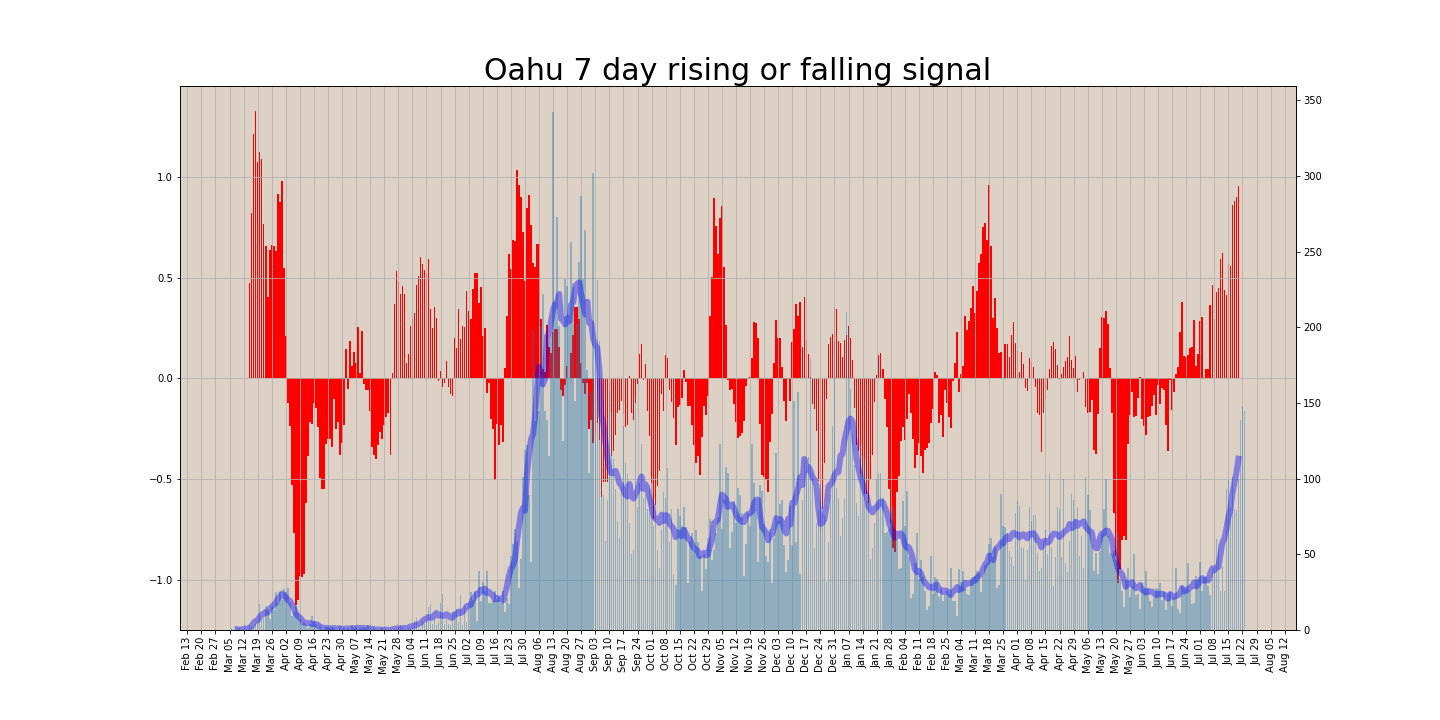 Oahu 7 day rising or falling signal
1.0
0.5
0.0
−0.5
−1.0
350
300
250
200
150
100
50
0
Feb 13
Feb 20
Feb 27
Mar 05
Mar 12
Mar 19
Mar 26
Apr 02
Apr 09
Apr 16
Apr 23
Apr 30
May 07
May 14
May 21
May 28
Jun 04
Jun 11
Jun 18
Jun 25
Jul 02
Jul 09
Jul 16
Jul 23
Jul 30
Aug 06
Aug 13
Aug 20
Aug 27
Sep 03
Sep 10
Sep 17
Sep 24
Oct 01
Oct 08
Oct 15
Oct 22
Oct 29
Nov 05
Nov 12
Nov 19
Nov 26
Dec 03
Dec 10
Dec 17
Dec 24
Dec 31
Jan 07
Jan 14
Jan 21
Jan 28
Feb 04
Feb 11
Feb 18
Feb 25
Mar 04
Mar 11
Mar 18
Mar 25
Apr 01
Apr 08
Apr 15
Apr 22
Apr 29
May 06
May 13
May 20
May 27
Jun 03
Jun 10
Jun 17
Jun 24
Jul 01
Jul 08
Jul 15
Jul 22
Jul 29
Aug 05
Aug 12